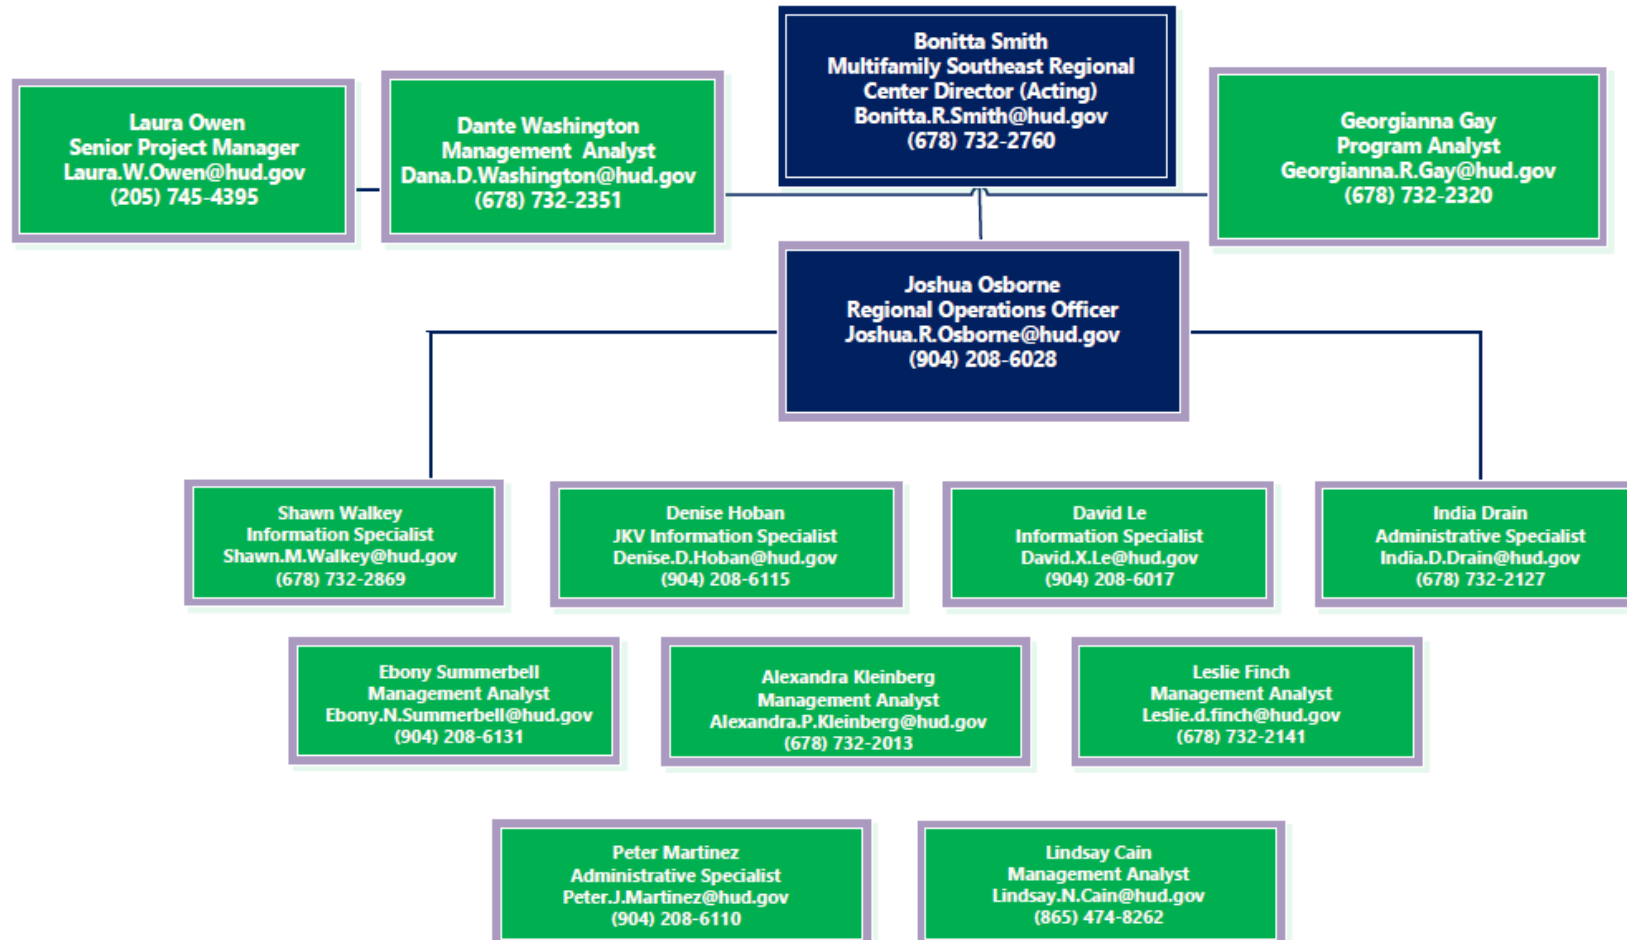 Bonitta Smith
Multifamily Southeast Regional
Center Director (Acting)
Bonitta.R.Smith@hud.gov
(678) 732-2760
Laura Owen
Senior Project Manager
Laura.W.Owen@hud.gov
(205) 745-4395
Dante Washington
Management Analyst
Dana.D.Washington@hud.gov
(678) 732-2351
Georgianna Gay
Program Analyst
Georgianna.R.Gay@hud.gov
(678) 732-2320
Joshua Osborne
Regional Operations Officer
Joshua.R.Osborne@hud.gov
(904) 208-6028
Shawn Walkey
Information Specialist
Shawn.M.Walkey@hud.gov
(678) 732-2869
Denise Hoban
JKV Information Specialist
Denise.D.Hoban@hud.gov
(904) 208-6115
David Le
Information Specialist
David.X.Le@hud.gov
(904) 208-6017
India Drain
Administrative Specialist
India.D.Drain@hud.gov
(678) 732-2127
Ebony Summerbell
Management Analyst
Ebony.N.Summerbell@hud.gov
(904) 208-6131
Alexandra Kleinberg
Management Analyst
Alexandra.P.Kleinberg@hud.gov
(678) 732-2013
Leslie Finch
Management Analyst
Leslie.d.finch@hud.gov
(678) 732-2141
Peter Martinez
Administrative Specialist
Peter.J.Martinez@hud.gov
(904) 208-6110
Lindsay Cain
Management Analyst
Lindsay.N.Cain@hud.gov
(865) 474-8262